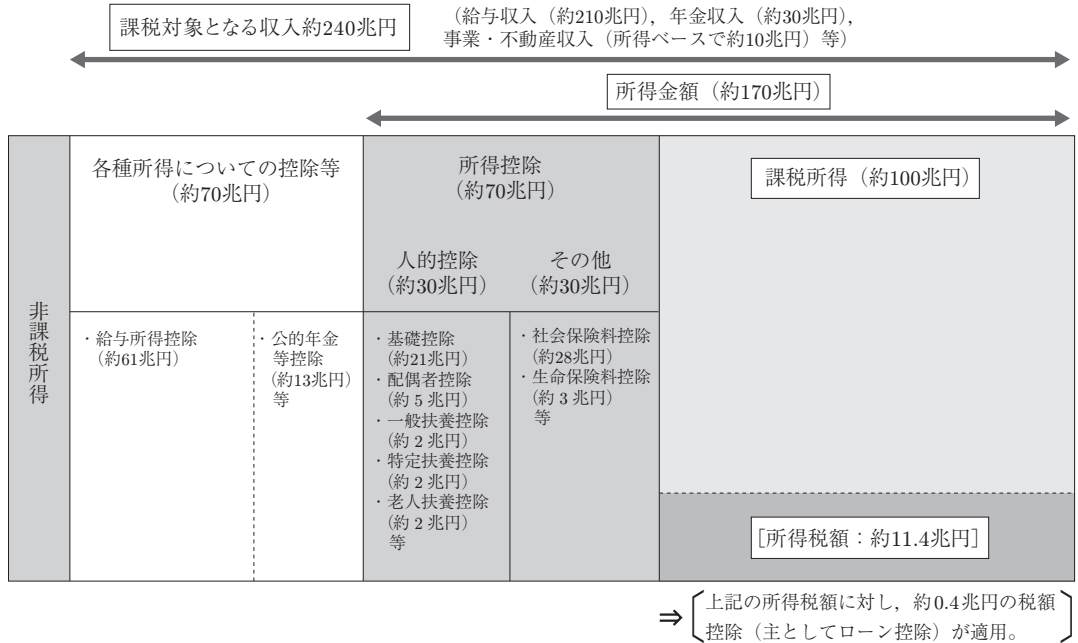 課税対象となる収入約240兆円
（給与収入（約210兆円），年金収入（約30兆円），
事業・不動産収入（所得ベースで約10兆円）等）
所得金額（約170兆円）
非課税所得
各種所得についての控除等
（約70兆円）
・給与所得控除
（約61兆円）
・公的年金
等控除
（約13兆円）
等
所得控除
（約70兆円）
人的控除
（約30兆円）
・基礎控除
（約21兆円）
・配偶者控除
（約５兆円）
・一般扶養控除
（約２兆円）
・特定扶養控除
（約２兆円）
・老人扶養控除
（約２兆円）
等
その他
（約30兆円）
・社会保険料控除
（約28兆円）
・生命保険料控除
（約３兆円）
等
課税所得（約100兆円）
［所得税額：約11.4兆円］
⇒〔上記の所得税額に対し，約0.4兆円の税額
控除（主としてローン控除）が適用。〕